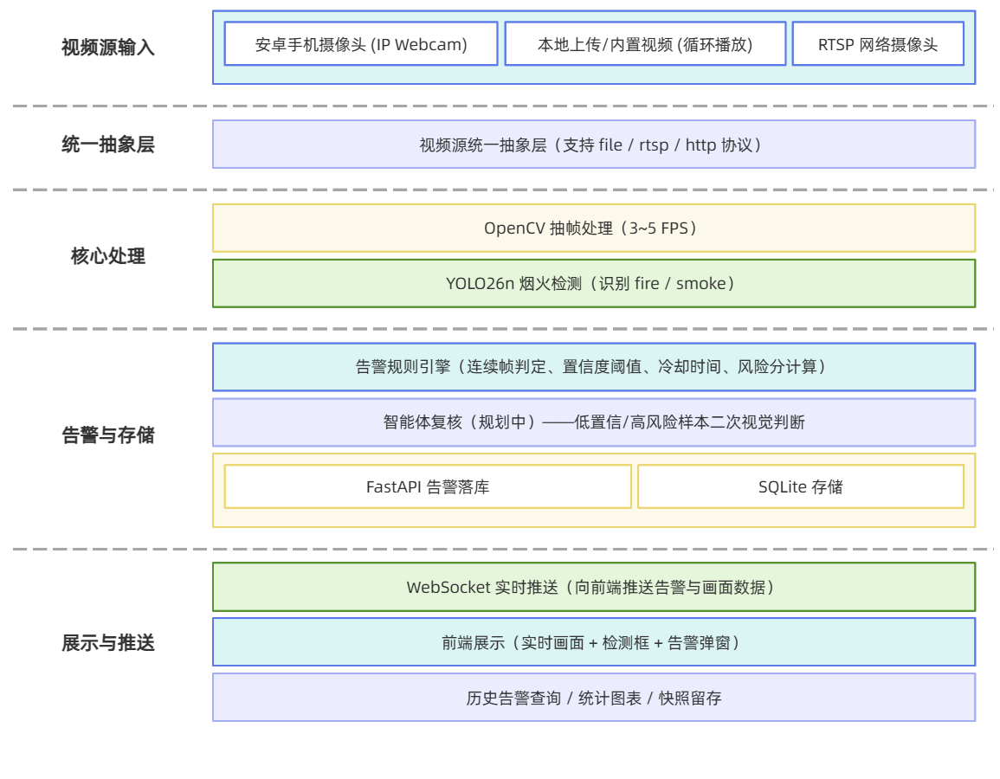 视频源输入
安卓手机摄像头 (IP Webcam)
本地上传/内置视频 (循环播放)
RTSP 网络摄像头
统一抽象层
视频源统一抽象层（支持 file / rtsp / http 协议）
核心处理
OpenCV 抽帧处理（3~5 FPS）
YOLO26n 烟火检测（识别 fire / smoke）
告警与存储
告警规则引擎（连续帧判定、置信度阈值、冷却时间、风险分计算）
智能体复核（规划中）——低置信/高风险样本二次视觉判断
FastAPI 告警落库
SQLite 存储
展示与推送
WebSocket 实时推送（向前端推送告警与画面数据）
前端展示（实时画面 + 检测框 + 告警弹窗）
历史告警查询 / 统计图表 / 快照留存